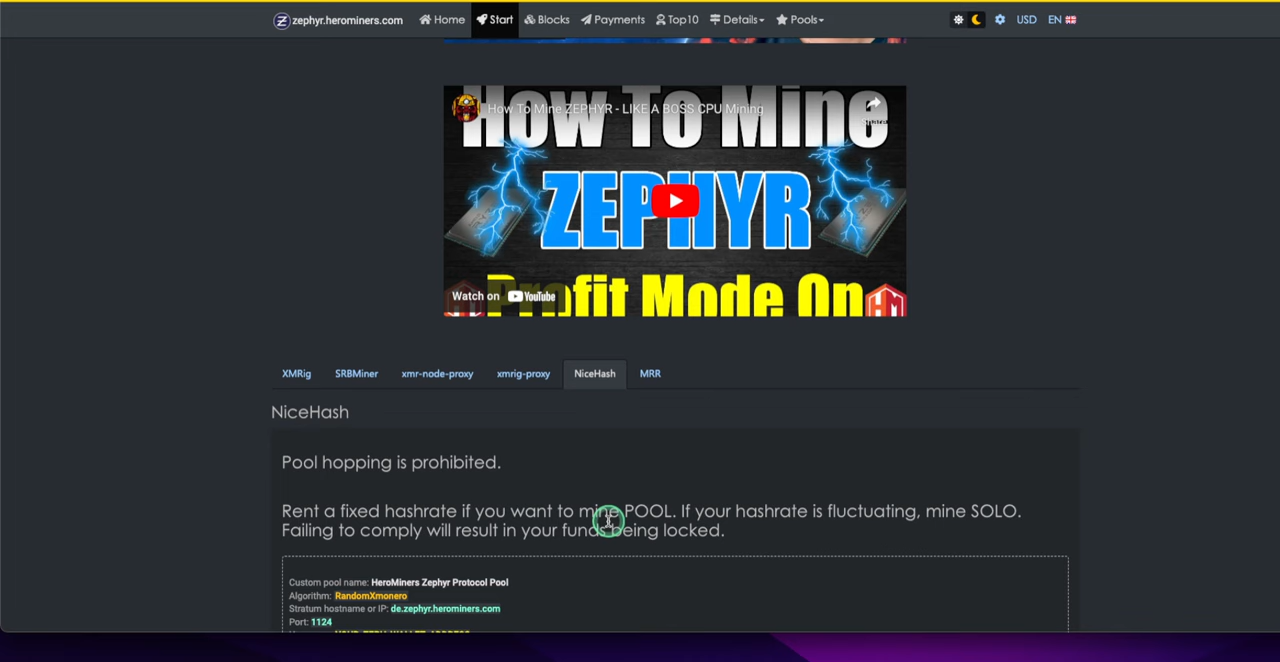 zephyr.herominers.com Home Start Blocks Payments Top10 Details Pools USD EN
How To Mine ZEPHYR - LIKE A BOSS CPU Mining
Share
How To Mine
ZEPHYR
Profit Mode On
Watch on YouTube
XMRig SRBMiner xmr-node-proxy xmrig-proxy NiceHash MRR
NiceHash
Pool hopping is prohibited.
Rent a fixed hashrate if you want to mine POOL. If your hashrate is fluctuating, mine SOLO.
Failing to comply will result in your funds being locked.
Custom pool name: HeroMiners Zephyr Protocol Pool
Algorithm: RandomXmonero
Stratum hostname or IP: de.zephyr.herominers.com
Port: 1124